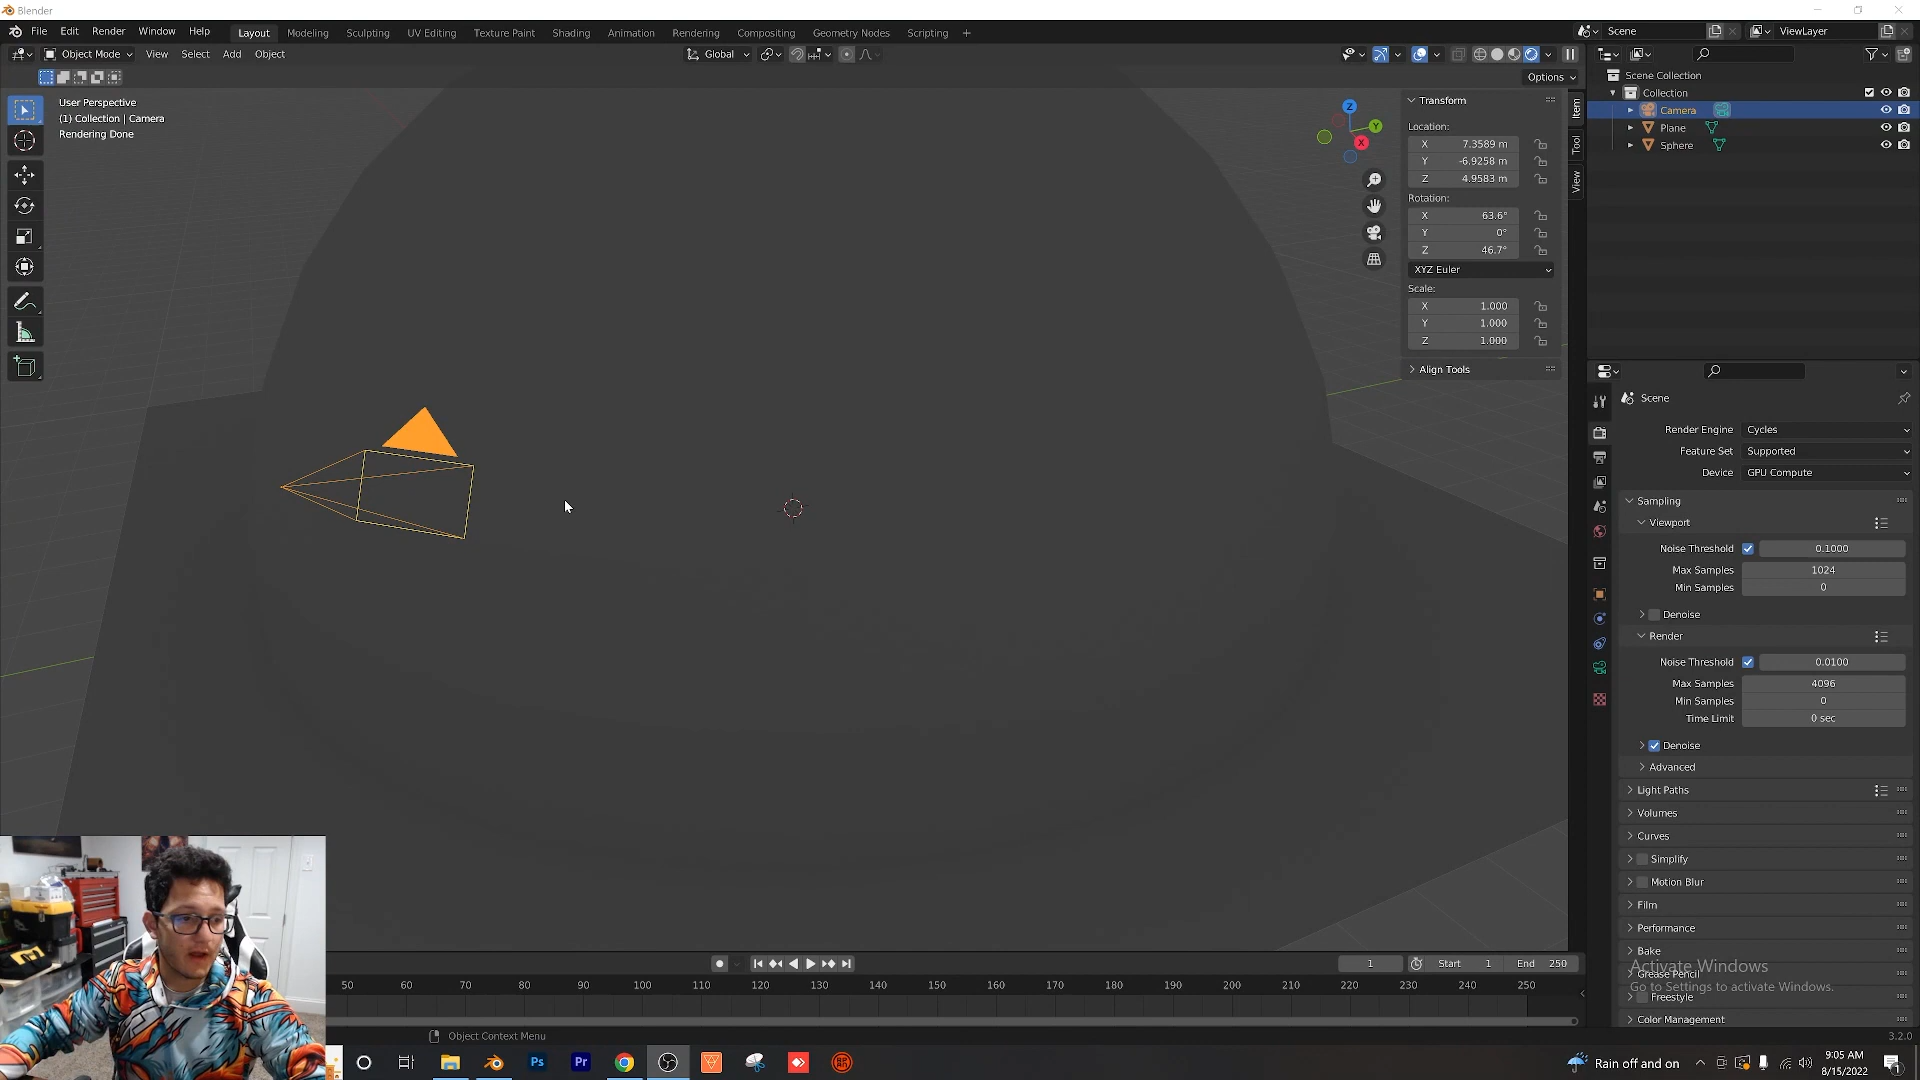 Blender
File Edit Render Window Help Layout Modeling Sculpting UV Editing Texture Paint Shading Animation Rendering Compositing Geometry Nodes Scripting + Scene ViewLayer
Object Mode View Select Add Object Global
Options
User Perspective
(1) Collection | Camera
Rendering Done
Z
Y
X
Transform
Location:
X 7.3589 m
Y -6.9258 m
Z 4.9583 m
Rotation:
X 63.6°
Y 0°
Z 46.7°
XYZ Euler
Scale:
X 1.000
Y 1.000
Z 1.000
Align Tools
Item
Tool
View
Scene Collection
Collection
Camera
Plane
Sphere
Scene
Render Engine Cycles
Feature Set Supported
Device GPU Compute
Sampling
Viewport
Noise Threshold 0.1000
Max Samples 1024
Min Samples 0
Denoise
Render
Noise Threshold 0.0100
Max Samples 4096
Min Samples 0
Time Limit 0 sec
Denoise
Advanced
Light Paths
Volumes
Curves
Simplify
Motion Blur
Film
Performance
Bake
Activate Windows
Grease Pencil
Go to Settings to activate Windows.
Freestyle
Color Management
1 Start 1 End 250
50 60 70 80 90 100 110 120 130 140 150 160 170 180 190 200 210 220 230 240 250
Object Context Menu
3.2.0
Ps Pr
Rain off and on
9:05 AM
8/15/2022
1